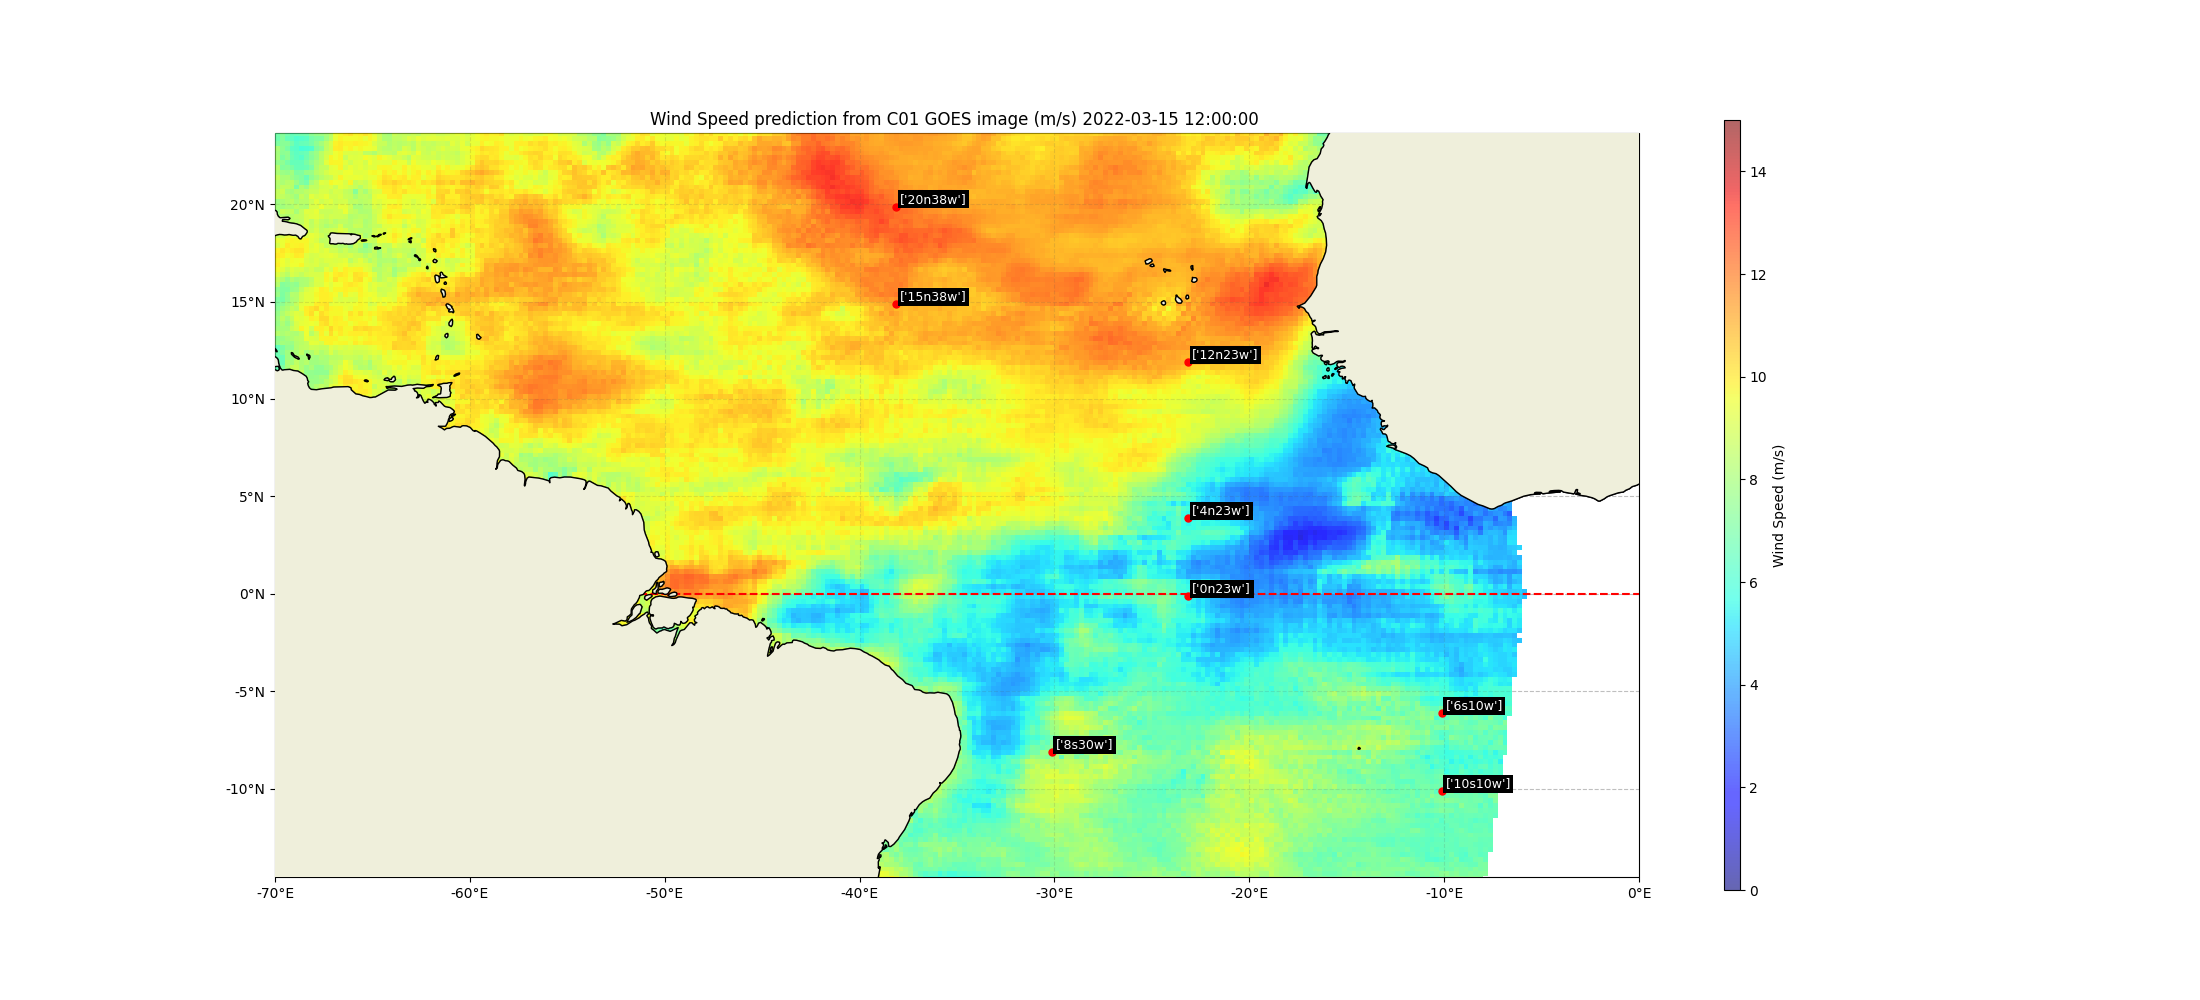 Wind Speed prediction from C01 GOES image (m/s) 2022-03-15 12:00:00
20°N
15°N
10°N
5°N
0°N
-5°N
-10°N
-70°E
-60°E
-50°E
-40°E
-30°E
-20°E
-10°E
0°E
['20n38w']
['15n38w']
['12n23w']
['4n23w']
['0n23w']
['6s10w']
['8s30w']
['10s10w']
14
12
10
8
6
4
2
0
Wind Speed (m/s)